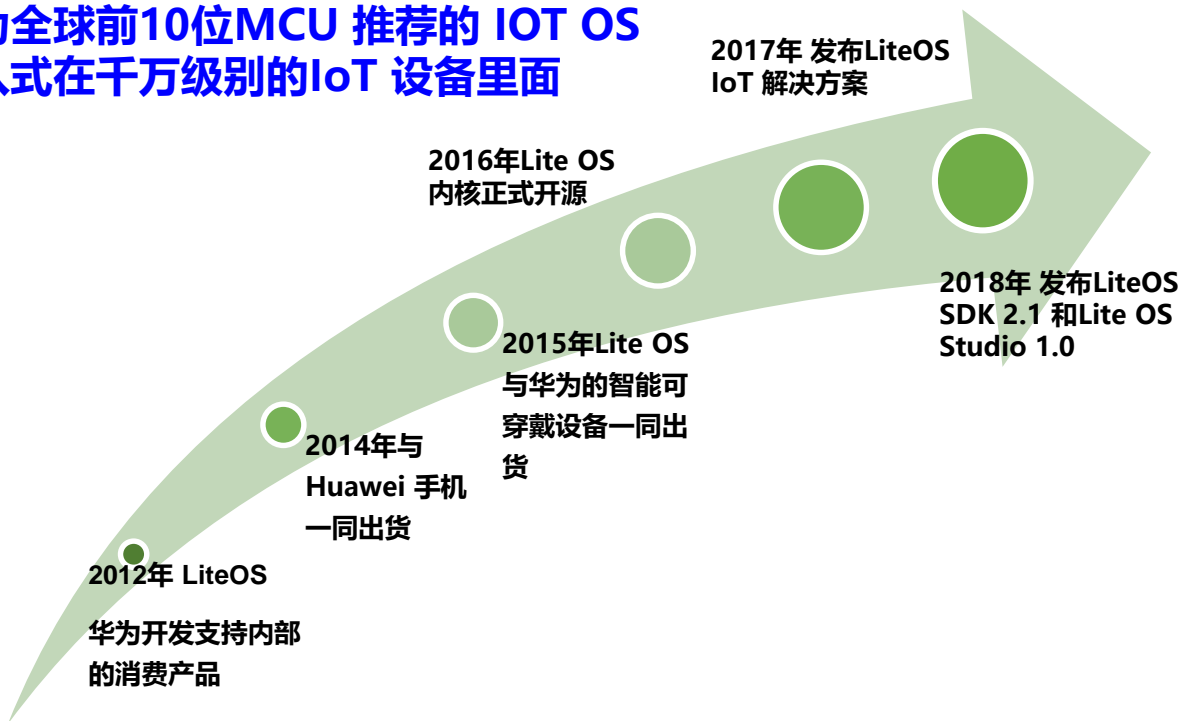 为全球前10位MCU 推荐的 IOT OS
入式在千万级别的IoT 设备里面
2017年 发布LiteOS
IoT 解决方案
2016年Lite OS
内核正式开源
2018年 发布LiteOS
SDK 2.1 和Lite OS
Studio 1.0
2015年Lite OS
与华为的智能可
穿戴设备一同出
货
2014年与
Huawei 手机
一同出货
2012年 LiteOS
华为开发支持内部
的消费产品